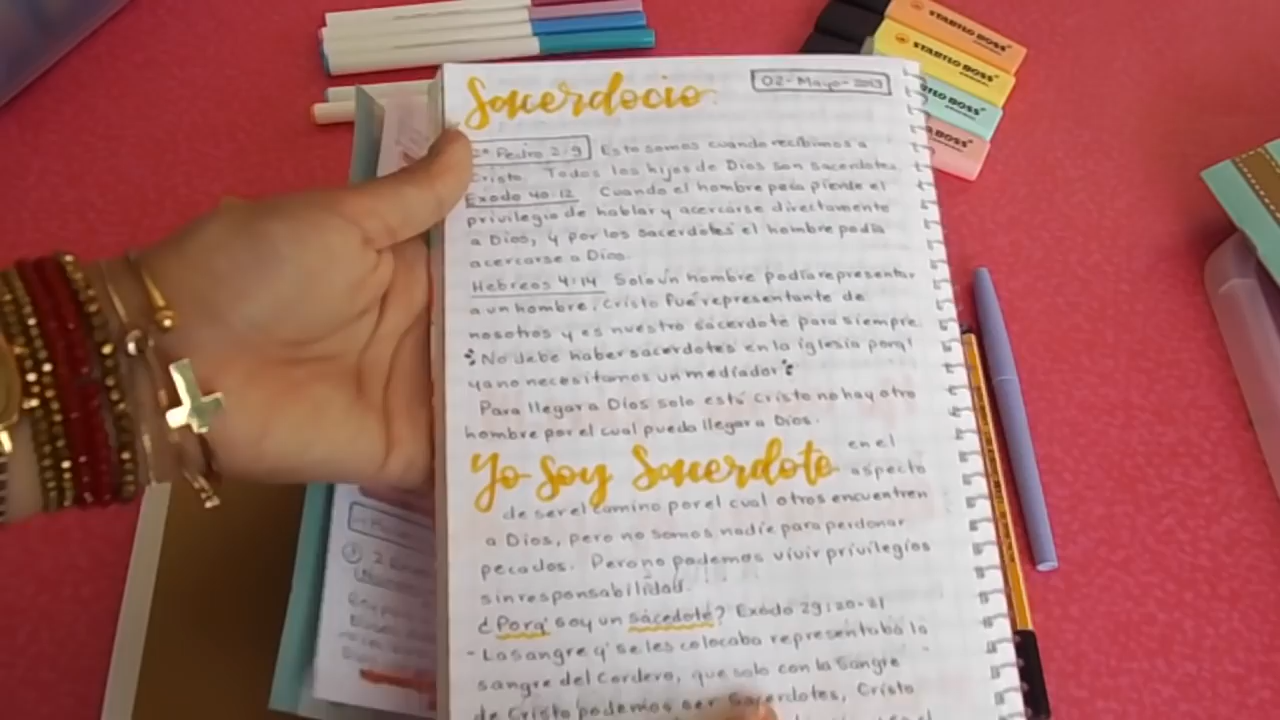 Sacerdocio
02-Mayo-2013
Pedro 2:9 Esto somos cuando recibimos a
Cristo. Todos los hijos de Dios son sacerdotes
Exodo 40:12 Cuando el hombre peca pierde el
privilegio de hablar y acercarse directamente
a Dios, y por los sacerdotes el hombre podia
acercarse a Dios.
Hebreos 4:14 Solo un hombre podia representar
a un hombre. Cristo fue representante de
nosotros y es nuestro sacerdote para siempre
No debe haber sacerdotes en la iglesia porq'
ya no necesitamos un mediador
Para llegar a Dios solo está Cristo no hay otro
hombre por el cual pueda llegar a Dios.
Yo Soy Sacerdote en el
aspecto
de ser el camino por el cual otros encuentren
a Dios, pero no somos nadie para perdonar
pecados. Pero no podemos vivir privilegios
sin responsabilidad.
¿Porq' soy un sacedote? Exodo 29:20-21
- La sangre q' se les colocaba representaba la
sangre del Cordero, que solo con la sangre
de Cristo podemos ser Sacerdotes, Cristo
STABILO BOSS
STABILO BOSS
STABILO BOSS
BOSS